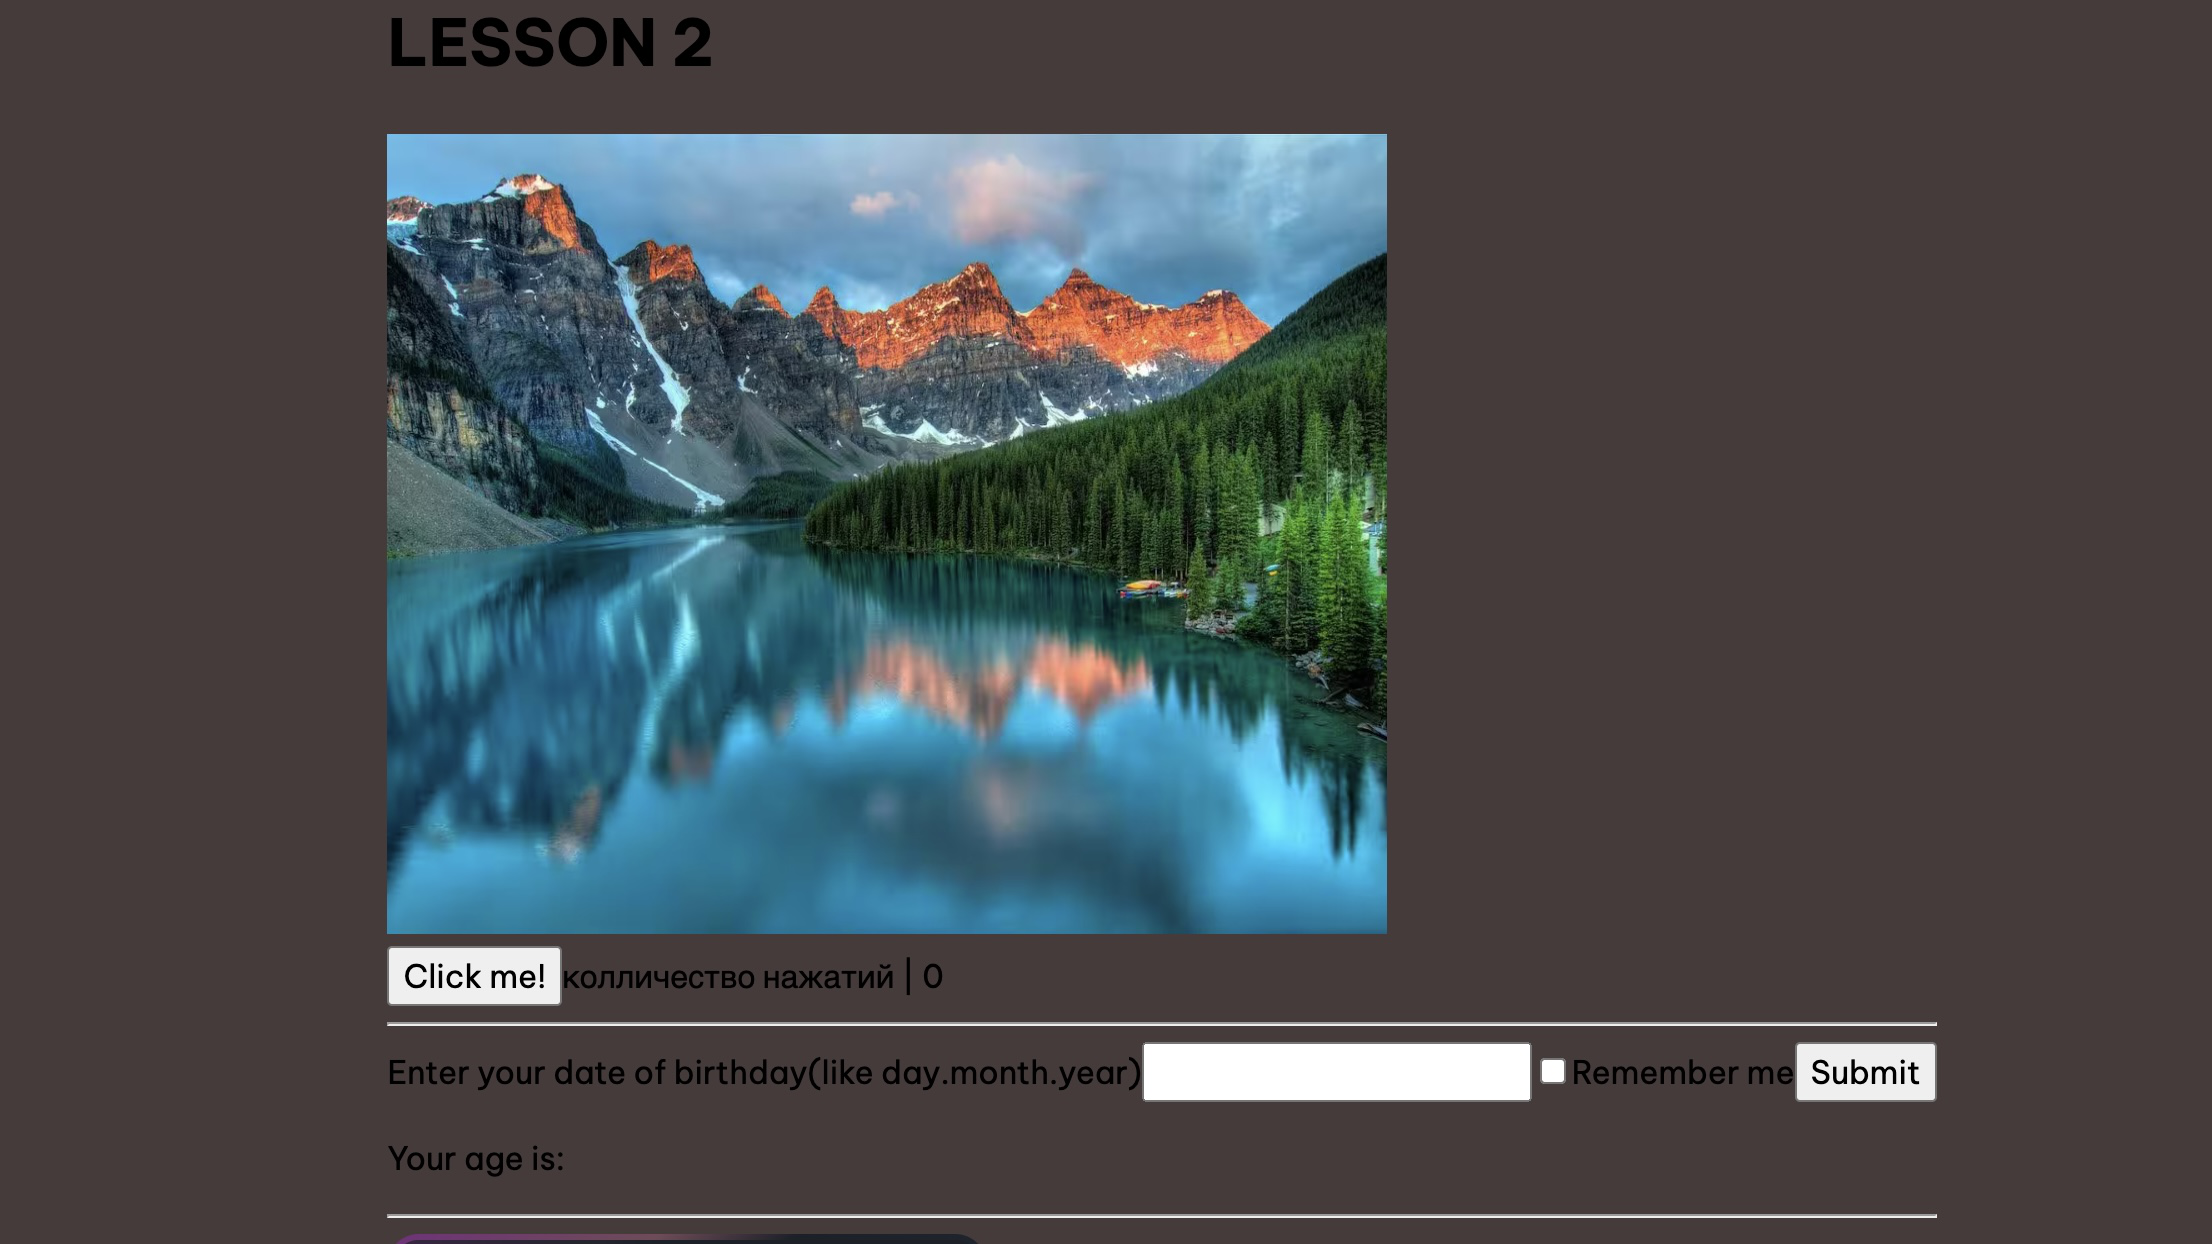 LESSON 2
Click me! колличество нажатий | 0
Enter your date of birthday(like day.month.year) Remember me Submit
Your age is: